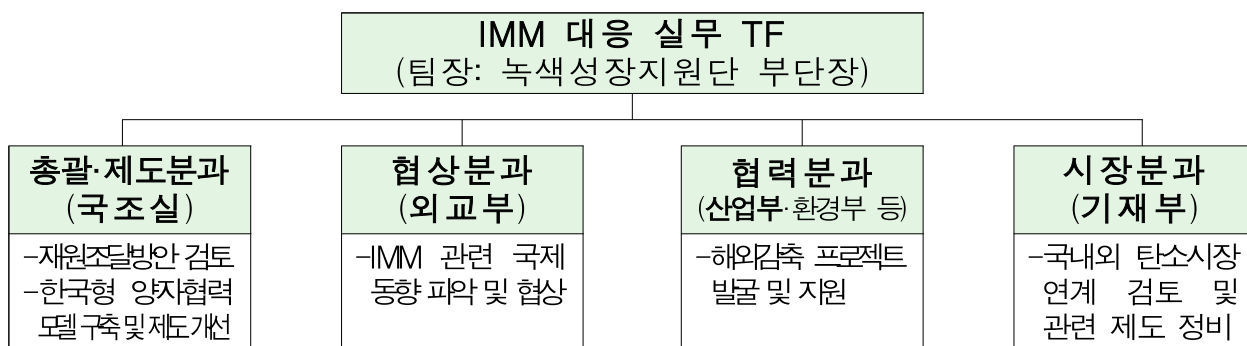 IMM 대응 실무 TF
(팀장: 녹색성장지원단 부단장)
총괄·제도분과
(국조실)
-재원조달방안 검토
-한국형 양자협력
모델 구축 및 제도 개선
협상분과
(외교부)
-IMM 관련 국제
동향 파악 및 협상
협력분과
(산업부·환경부 등)
-해외감축 프로젝트
발굴 및 지원
시장분과
(기재부)
-국내외 탄소시장
연계 검토 및
관련 제도 정비